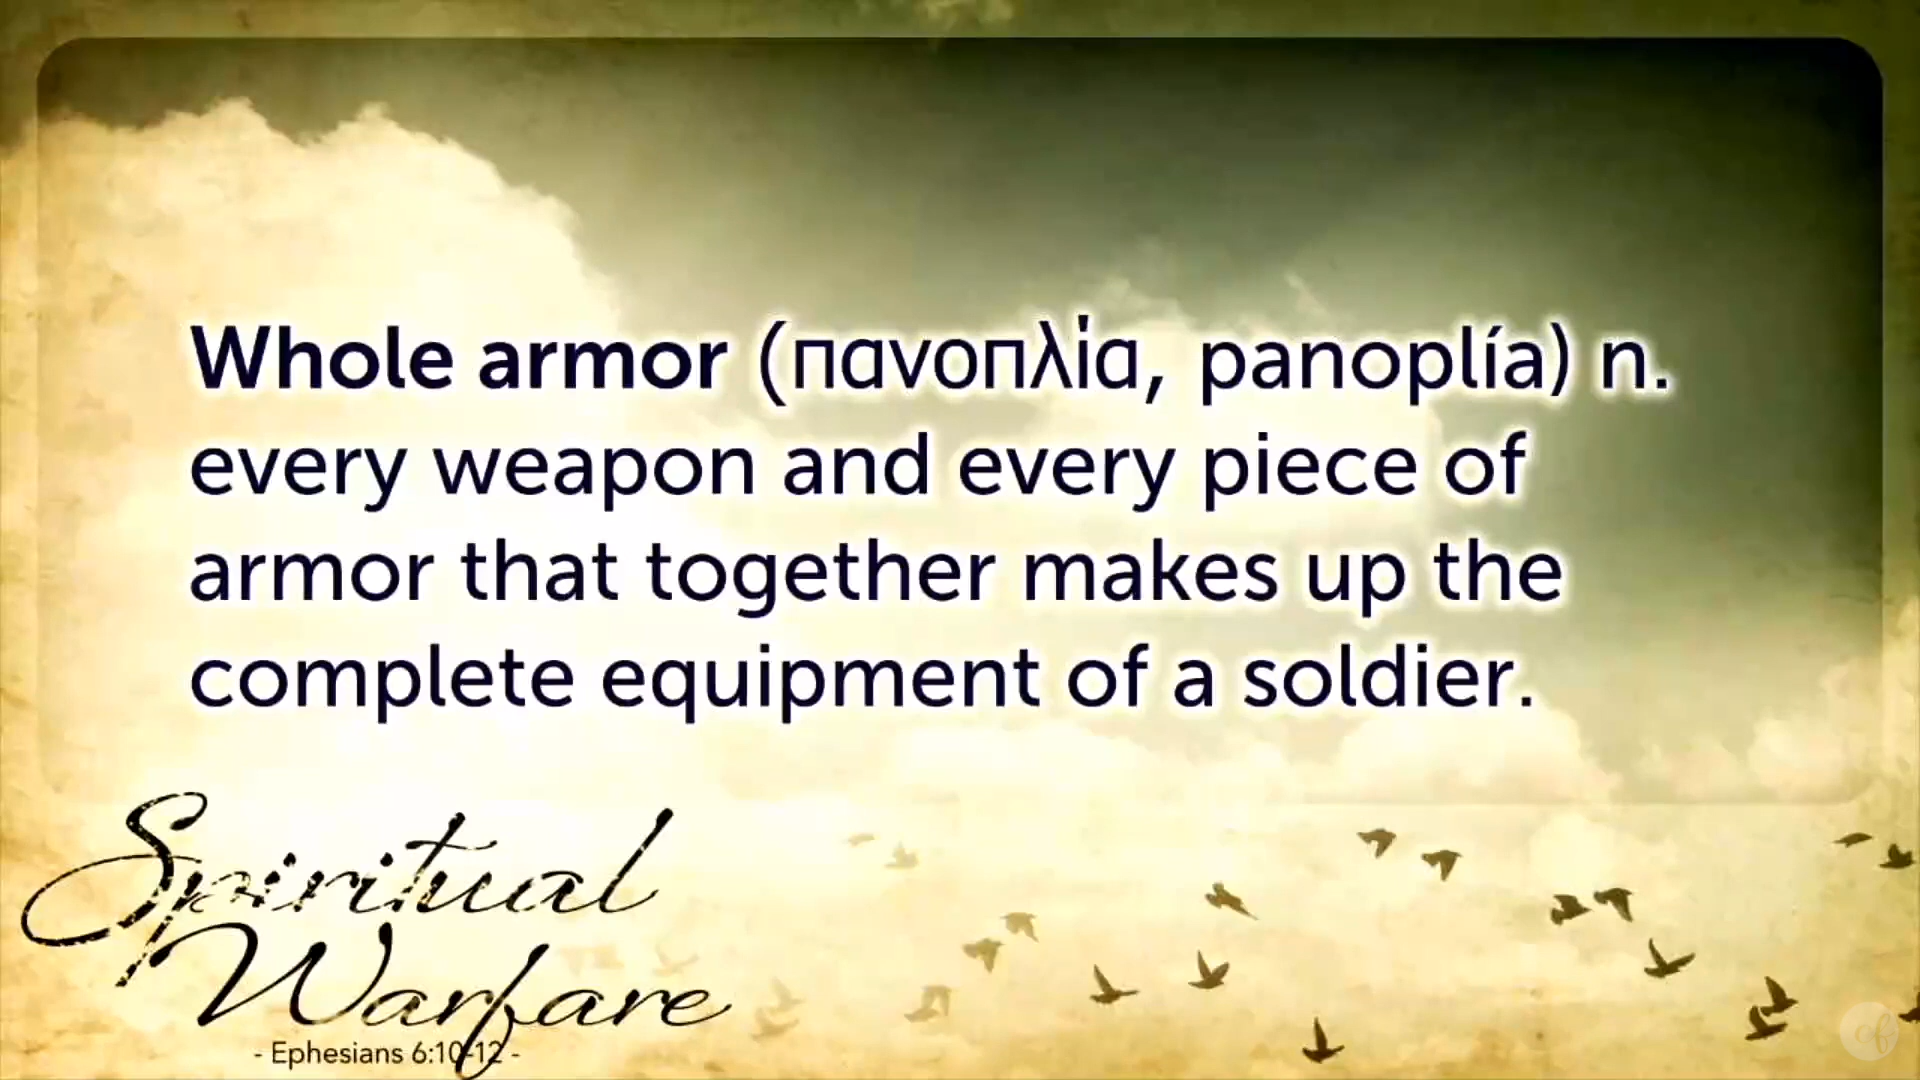 Whole armor (πανοπλία, panoplía) n.
every weapon and every piece of
armor that together makes up the
complete equipment of a soldier.
Spiritual
Warfare
- Ephesians 6:10-12 -
cf